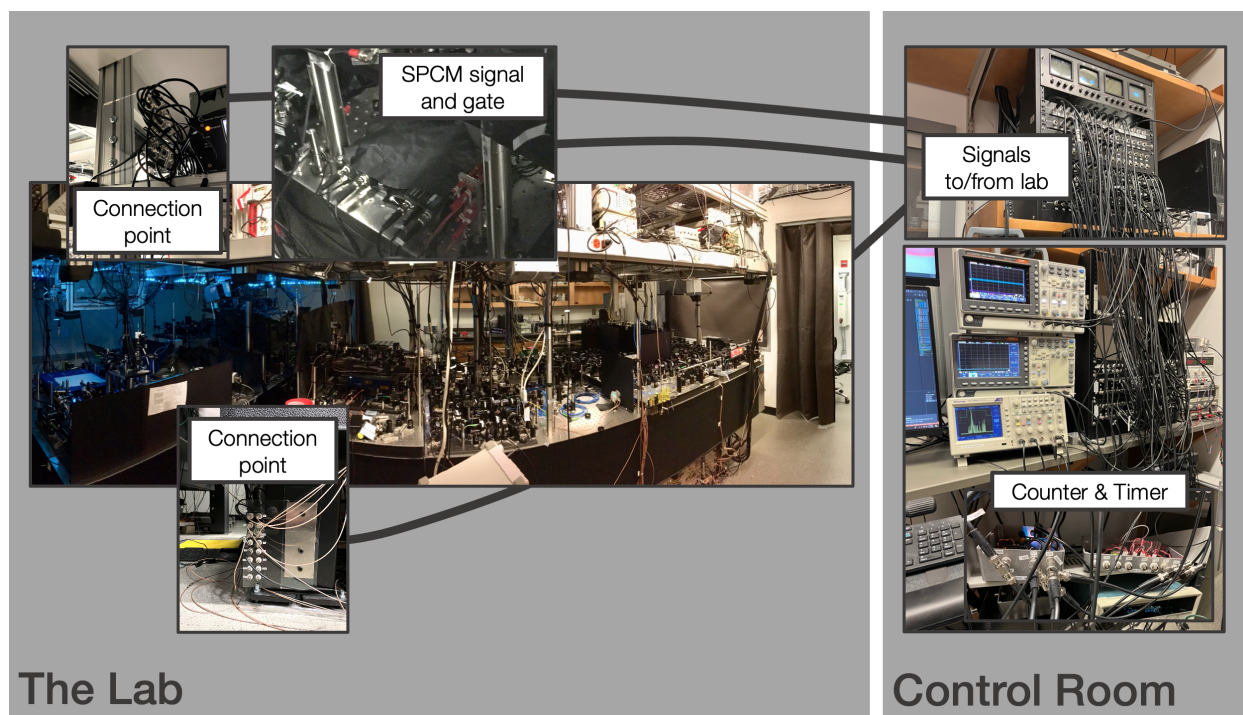 SPCM signal
and gate
Connection
point
Signals
to/from lab
Connection
point
Counter & Timer
The Lab
Control Room